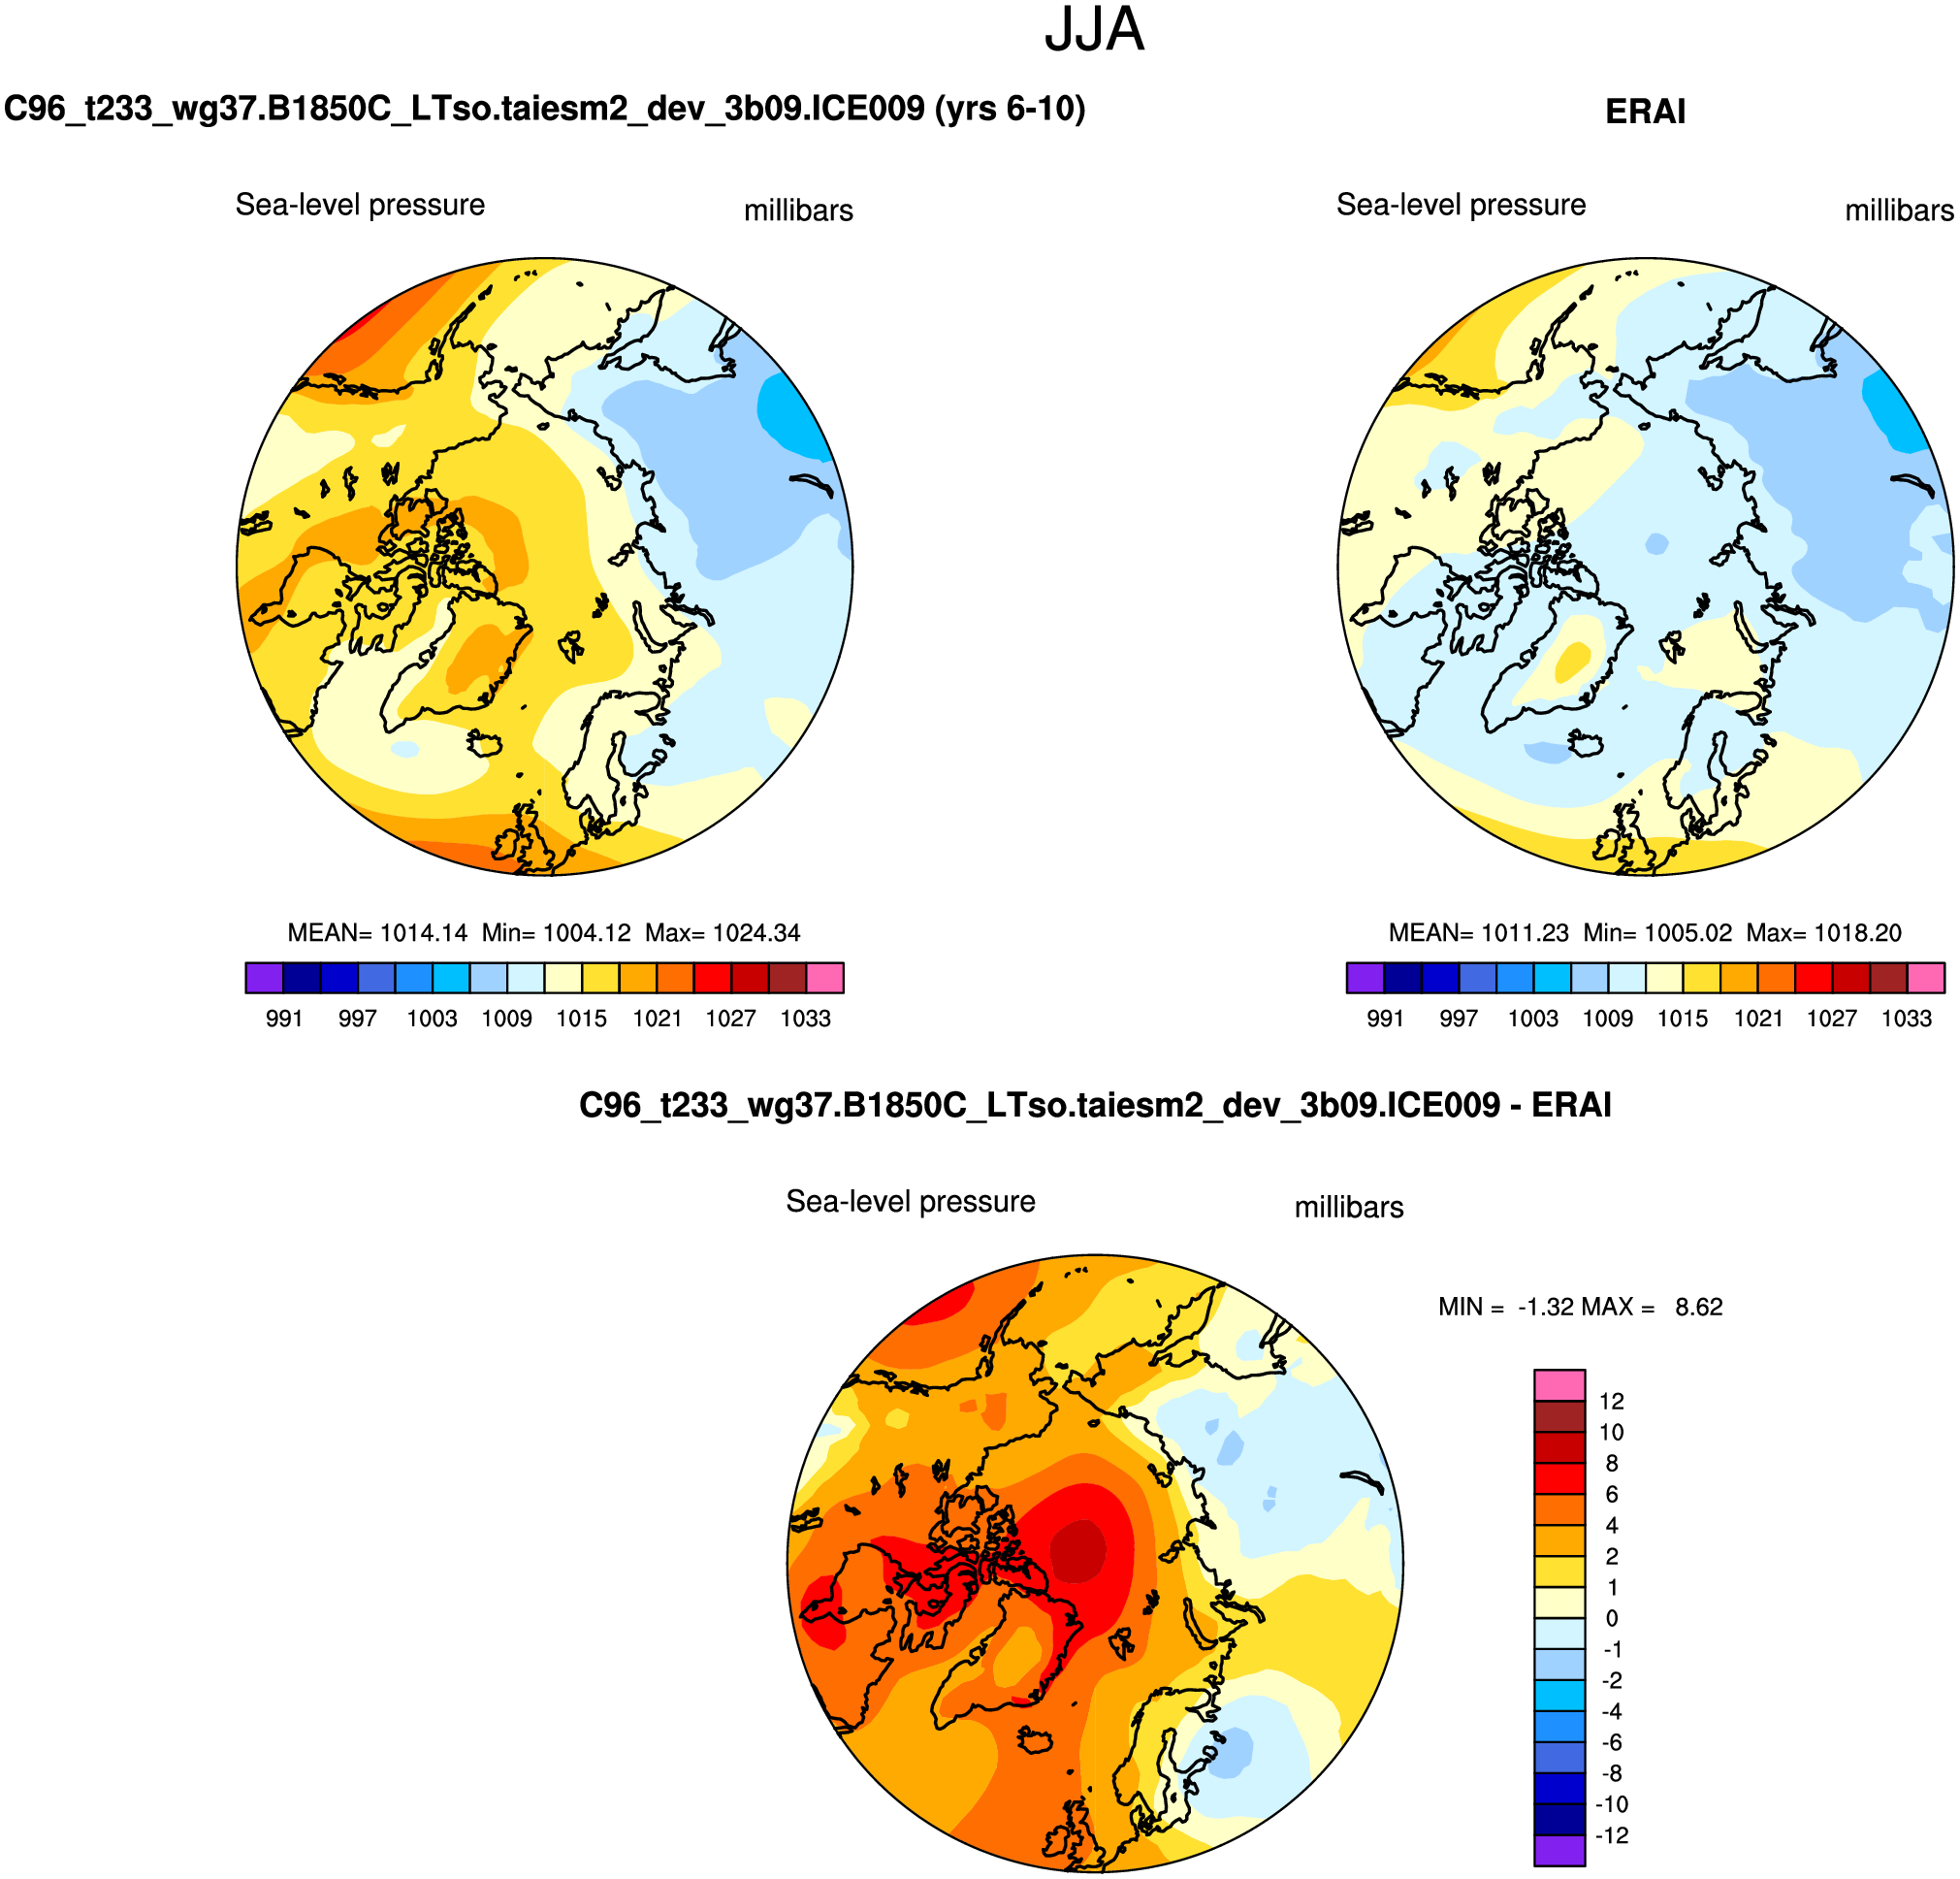 JJA
C96_t233_wg37.B1850C_LTso.taiesm2_dev_3b09.ICE009 (yrs 6-10)
ERAI
Sea-level pressure millibars
Sea-level pressure millibars
MEAN= 1014.14 Min= 1004.12 Max= 1024.34
991 997 1003 1009 1015 1021 1027 1033
MEAN= 1011.23 Min= 1005.02 Max= 1018.20
991 997 1003 1009 1015 1021 1027 1033
C96_t233_wg37.B1850C_LTso.taiesm2_dev_3b09.ICE009 - ERAI
Sea-level pressure millibars
MIN = -1.32 MAX = 8.62
12
10
8
6
4
2
1
0
-1
-2
-4
-6
-8
-10
-12